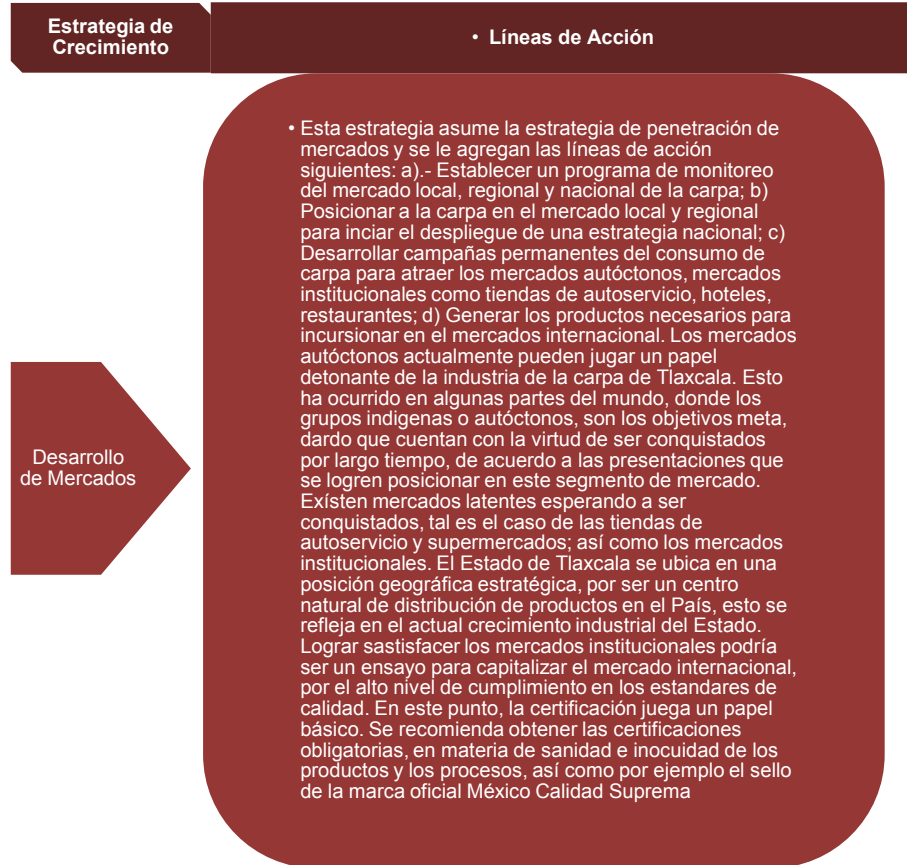 Estrategia de
Crecimiento
• Líneas de Acción
Desarrollo
de Mercados
• Esta estrategia asume la estrategia de penetración de
mercados y se le agregan las líneas de acción
siguientes: a).- Establecer un programa de monitoreo
del mercado local, regional y nacional de la carpa; b)
Posicionar a la carpa en el mercado local y regional
para inciar el despliegue de una estrategia nacional; c)
Desarrollar campañas permanentes del consumo de
carpa para atraer los mercados autóctonos, mercados
institucionales como tiendas de autoservicio, hoteles,
restaurantes; d) Generar los productos necesarios para
incursionar en el mercados internacional. Los mercados
autóctonos actualmente pueden jugar un papel
detonante de la industria de la carpa de Tlaxcala. Esto
ha ocurrido en algunas partes del mundo, donde los
grupos indigenas o autóctonos, son los objetivos meta,
dardo que cuentan con la virtud de ser conquistados
por largo tiempo, de acuerdo a las presentaciones que
se logren posicionar en este segmento de mercado.
Exísten mercados latentes esperando a ser
conquistados, tal es el caso de las tiendas de
autoservicio y supermercados; así como los mercados
institucionales. El Estado de Tlaxcala se ubica en una
posición geográfica estratégica, por ser un centro
natural de distribución de productos en el País, esto se
refleja en el actual crecimiento industrial del Estado.
Lograr sastisfacer los mercados institucionales podría
ser un ensayo para capitalizar el mercado internacional,
por el alto nivel de cumplimiento en los estandares de
calidad. En este punto, la certificación juega un papel
básico. Se recomienda obtener las certificaciones
obligatorias, en materia de sanidad e inocuidad de los
productos y los procesos, así como por ejemplo el sello
de la marca oficial México Calidad Suprema